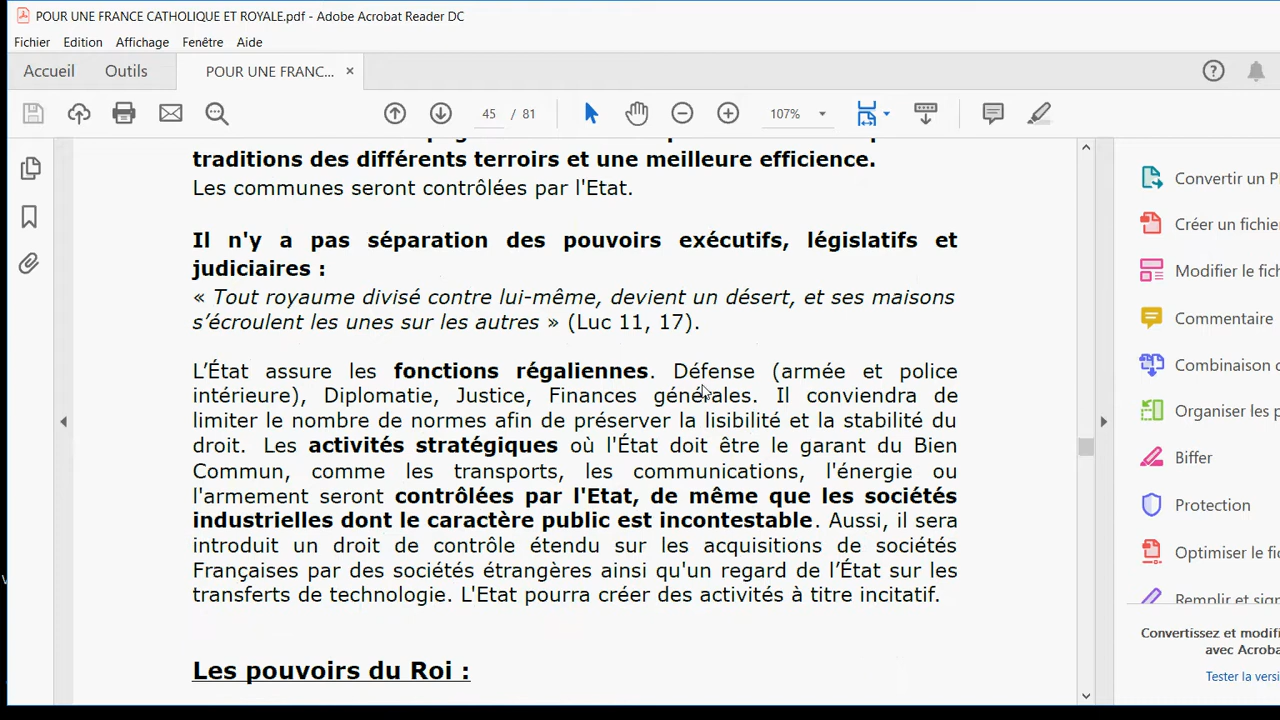 POUR UNE FRANCE CATHOLIQUE ET ROYALE.pdf - Adobe Acrobat Reader DC
Fichier Edition Affichage Fenêtre Aide
Accueil Outils POUR UNE FRANC... ×
45 / 81 107%
traditions des différents terroirs et une meilleure efficience.
Les communes seront contrôlées par l'Etat.
Il n'y a pas séparation des pouvoirs exécutifs, législatifs et
judiciaires :
« Tout royaume divisé contre lui-même, devient un désert, et ses maisons
s’écroulent les unes sur les autres » (Luc 11, 17).
L’État assure les fonctions régaliennes. Défense (armée et police
intérieure), Diplomatie, Justice, Finances générales. Il conviendra de
limiter le nombre de normes afin de préserver la lisibilité et la stabilité du
droit. Les activités stratégiques où l'État doit être le garant du Bien
Commun, comme les transports, les communications, l'énergie ou
l'armement seront contrôlées par l'Etat, de même que les sociétés
industrielles dont le caractère public est incontestable. Aussi, il sera
introduit un droit de contrôle étendu sur les acquisitions de sociétés
Françaises par des sociétés étrangères ainsi qu'un regard de l’État sur les
transferts de technologie. L'Etat pourra créer des activités à titre incitatif.
Les pouvoirs du Roi :
Convertir un P
Créer un fichier
Modifier le fich
Commentaire
Combinaison d
Organiser les p
Biffer
Protection
Optimiser le fic
Remplir et sign
Convertissez et modifi
avec Acroba
Tester la versi